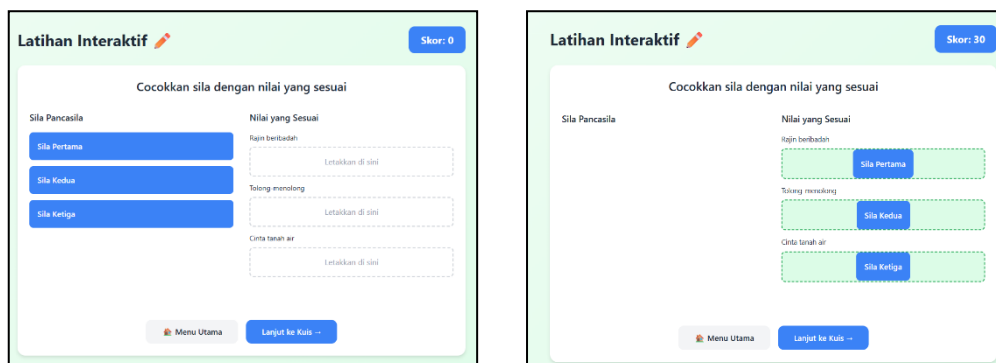 Latihan Interaktif
Skor: 0
Cocokkan sila dengan nilai yang sesuai
Sila Pancasila
Sila Pertama
Sila Kedua
Sila Ketiga
Nilai yang Sesuai
Rajin beribadah
Letakkan di sini
Tolong-menolong
Letakkan di sini
Cinta tanah air
Letakkan di sini
Menu Utama
Lanjut ke Kuis →
Latihan Interaktif
Skor: 30
Cocokkan sila dengan nilai yang sesuai
Sila Pancasila
Nilai yang Sesuai
Rajin beribadah
Sila Pertama
Tolong-menolong
Sila Kedua
Cinta tanah air
Sila Ketiga
Menu Utama
Lanjut ke Kuis →